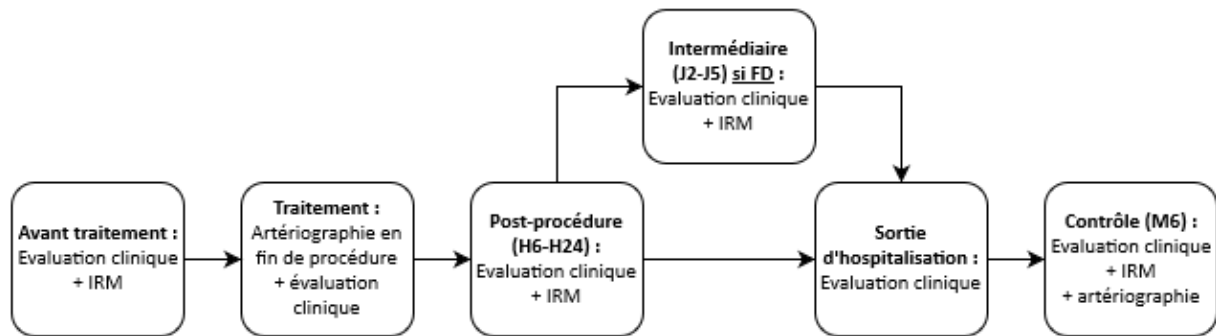 Intermédiaire
(J2-J5) si FD :
Evaluation clinique
+ IRM
Avant traitement :
Evaluation clinique
+ IRM
Traitement :
Artériographie en
fin de procédure
+ évaluation
clinique
Post-procédure
(H6-H24) :
Evaluation clinique
+ IRM
Sortie
d'hospitalisation :
Evaluation clinique
Contrôle (M6) :
Evaluation clinique
+ IRM
+ artériographie